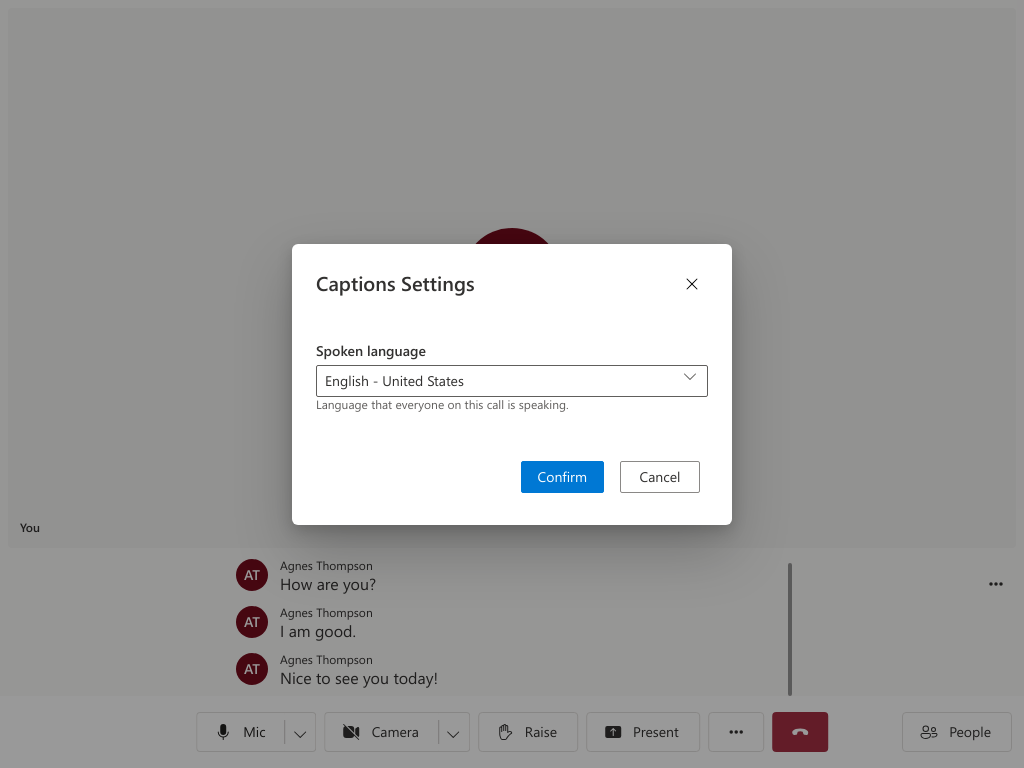 Captions Settings
Spoken language
English - United States
Language that everyone on this call is speaking.
Confirm
Cancel
You
AT
Agnes Thompson
How are you?
AT
Agnes Thompson
I am good.
AT
Agnes Thompson
Nice to see you today!
Mic
Camera
Raise
Present
People